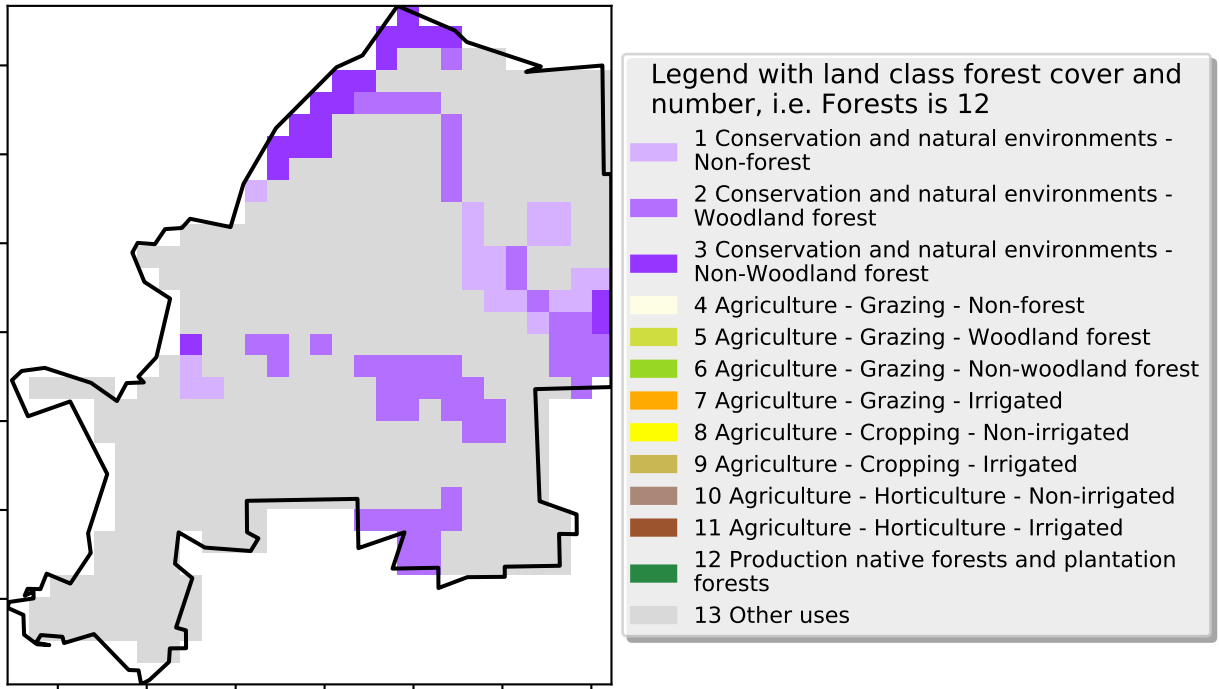 Legend with land class forest cover and
number, i.e. Forests is 12
1 Conservation and natural environments -
Non-forest
2 Conservation and natural environments -
Woodland forest
3 Conservation and natural environments -
Non-Woodland forest
4 Agriculture - Grazing - Non-forest
5 Agriculture - Grazing - Woodland forest
6 Agriculture - Grazing - Non-woodland forest
7 Agriculture - Grazing - Irrigated
8 Agriculture - Cropping - Non-irrigated
9 Agriculture - Cropping - Irrigated
10 Agriculture - Horticulture - Non-irrigated
11 Agriculture - Horticulture - Irrigated
12 Production native forests and plantation
forests
13 Other uses